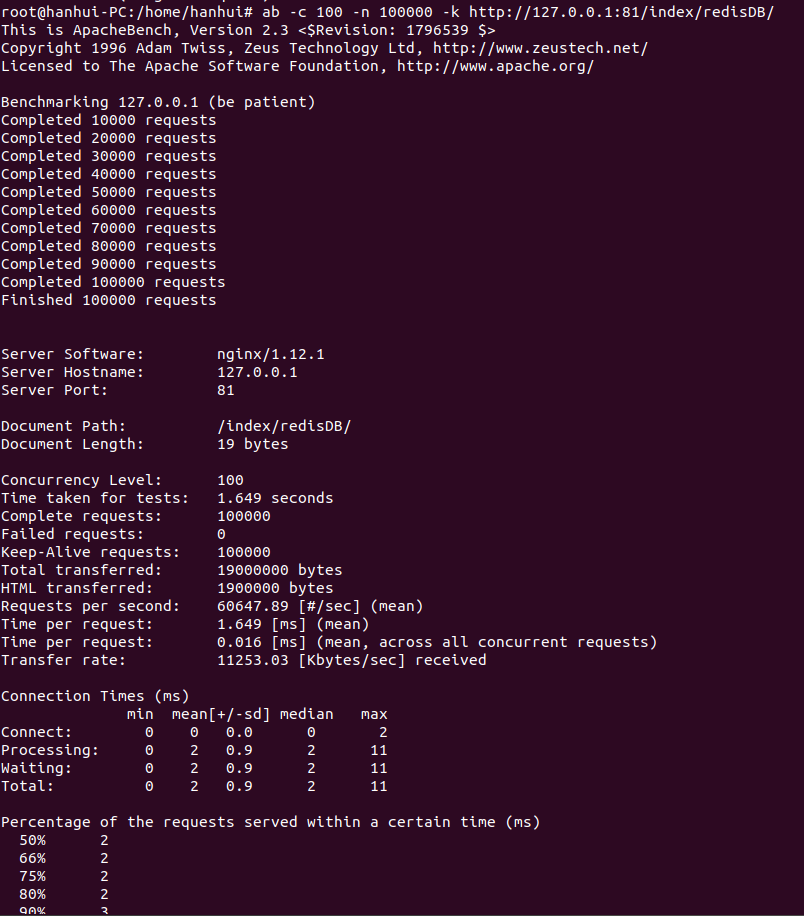 root@hanhui-PC:/home/hanhui# ab -c 100 -n 100000 -k http://127.0.0.1:81/index/redisDB/
This is ApacheBench, Version 2.3 <$Revision: 1796539 $>
Copyright 1996 Adam Twiss, Zeus Technology Ltd, http://www.zeustech.net/
Licensed to The Apache Software Foundation, http://www.apache.org/

Benchmarking 127.0.0.1 (be patient)
Completed 10000 requests
Completed 20000 requests
Completed 30000 requests
Completed 40000 requests
Completed 50000 requests
Completed 60000 requests
Completed 70000 requests
Completed 80000 requests
Completed 90000 requests
Completed 100000 requests
Finished 100000 requests

Server Software:        nginx/1.12.1
Server Hostname:        127.0.0.1
Server Port:            81

Document Path:          /index/redisDB/
Document Length:        19 bytes

Concurrency Level:      100
Time taken for tests:   1.649 seconds
Complete requests:      100000
Failed requests:        0
Keep-Alive requests:    100000
Total transferred:      19000000 bytes
HTML transferred:       1900000 bytes
Requests per second:    60647.89 [#/sec] (mean)
Time per request:       1.649 [ms] (mean)
Time per request:       0.016 [ms] (mean, across all concurrent requests)
Transfer rate:          11253.03 [Kbytes/sec] received

Connection Times (ms)
              min  mean[+/-sd] median   max
Connect:        0    0   0.0      0       2
Processing:     0    2   0.9      2      11
Waiting:        0    2   0.9      2      11
Total:          0    2   0.9      2      11

Percentage of the requests served within a certain time (ms)
  50%      2
  66%      2
  75%      2
  80%      2
  90%      3